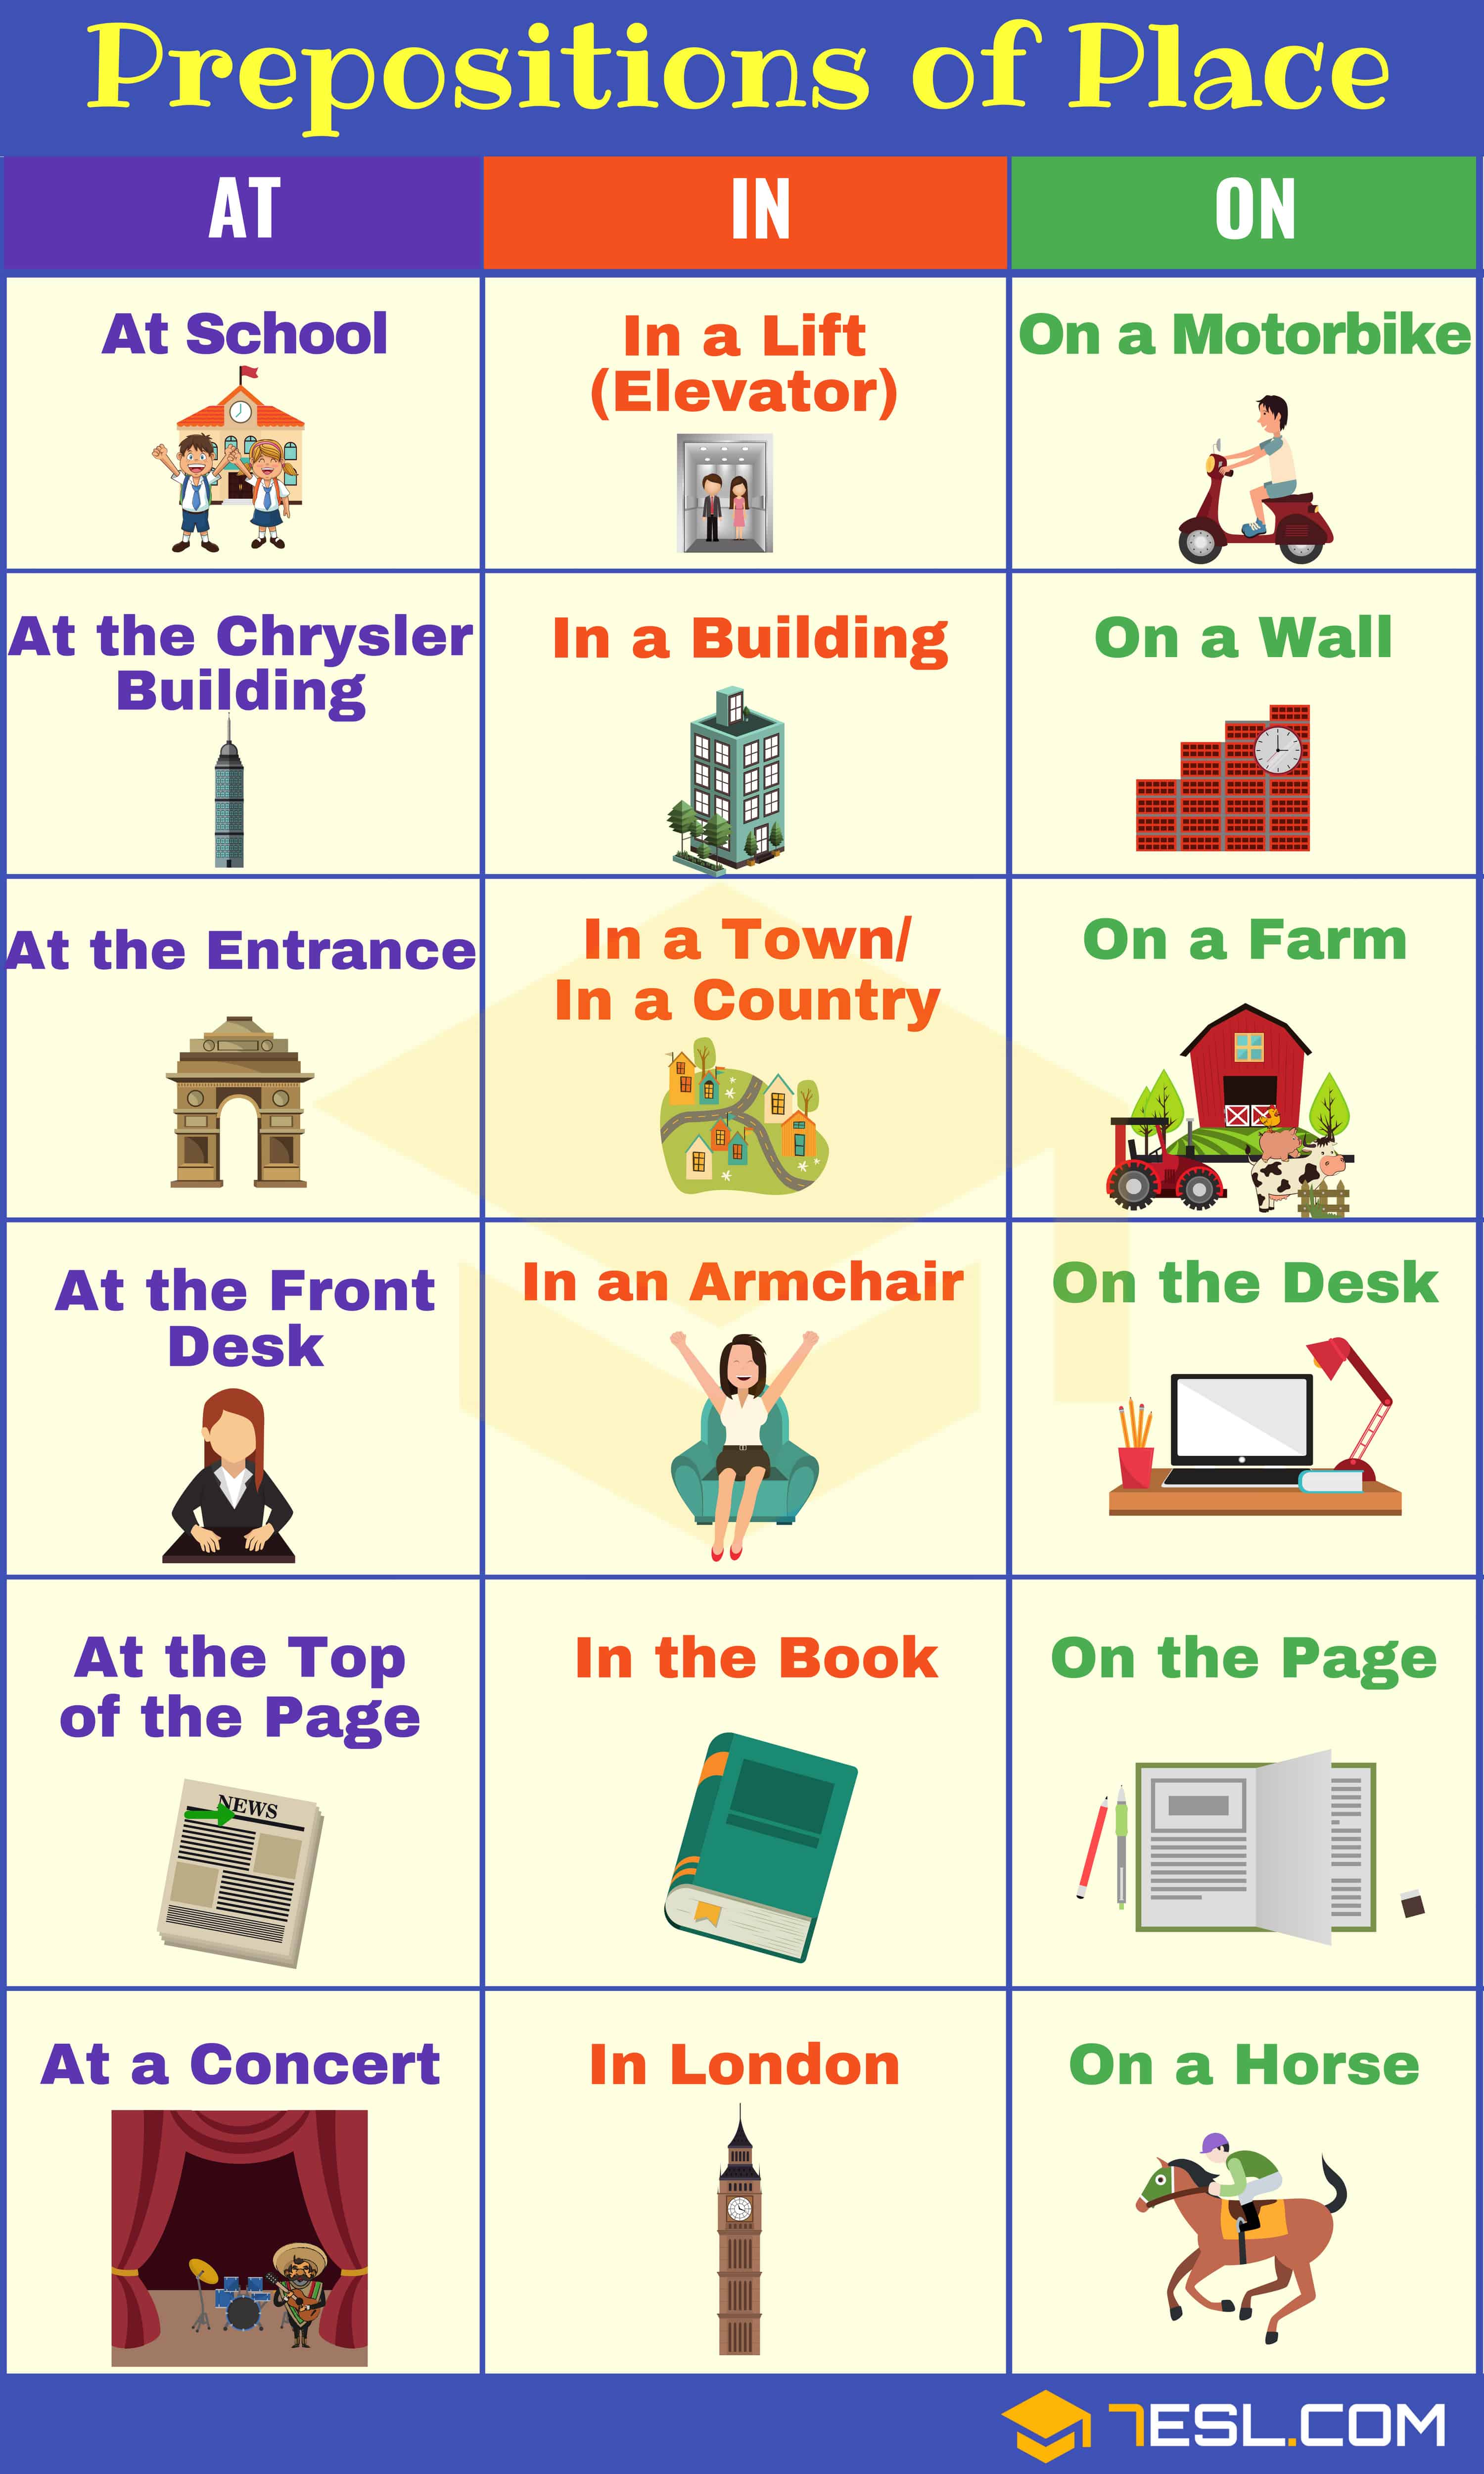 Prepositions of Place
AT
IN
ON
At School
In a Lift
(Elevator)
On a Motorbike
At the Chrysler
Building
In a Building
On a Wall
At the Entrance
In a Town/
In a Country
On a Farm
At the Front
Desk
In an Armchair
On the Desk
At the Top
of the Page
NEWS
In the Book
On the Page
At a Concert
In London
On a Horse
7ESL.COM